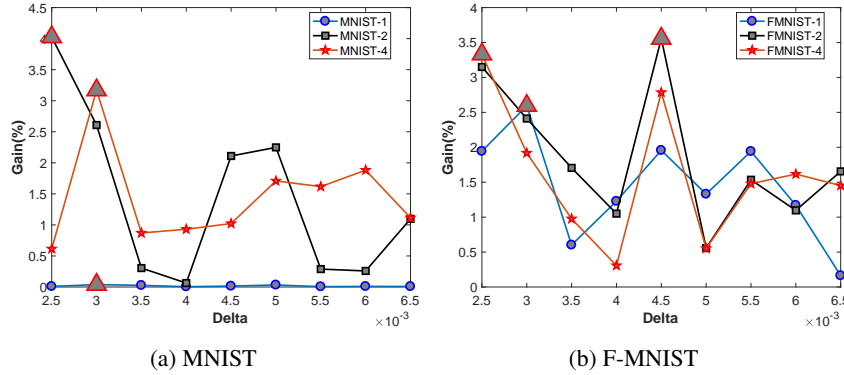 4.5
4
3.5
3
2.5
2
1.5
1
0.5
0
Gain(%)
MNIST-1
MNIST-2
MNIST-4
2.5 3 3.5 4 4.5 5 5.5 6 6.5
Delta
×10⁻³
(a) MNIST
4
3.5
3
2.5
2
1.5
1
0.5
0
Gain(%)
FMNIST-1
FMNIST-2
FMNIST-4
2.5 3 3.5 4 4.5 5 5.5 6 6.5
Delta
×10⁻³
(b) F-MNIST